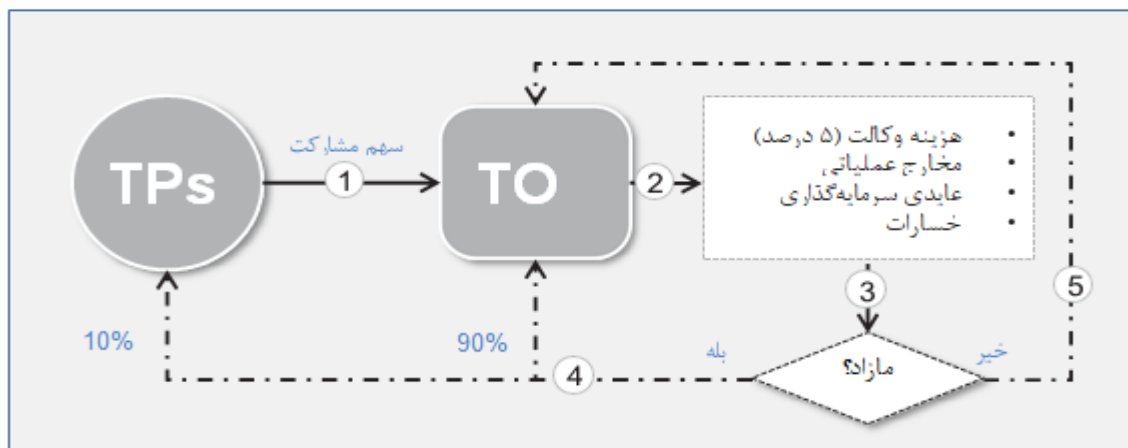 TPs
سهم مشارکت
1
TO
2
هزینه وکالت (۵ درصد)
مخارج عملیاتی
عایدی سرمایه‌گذاری
خسارات
3
5
10%
90%
4
بله
مازاد؟
خیر